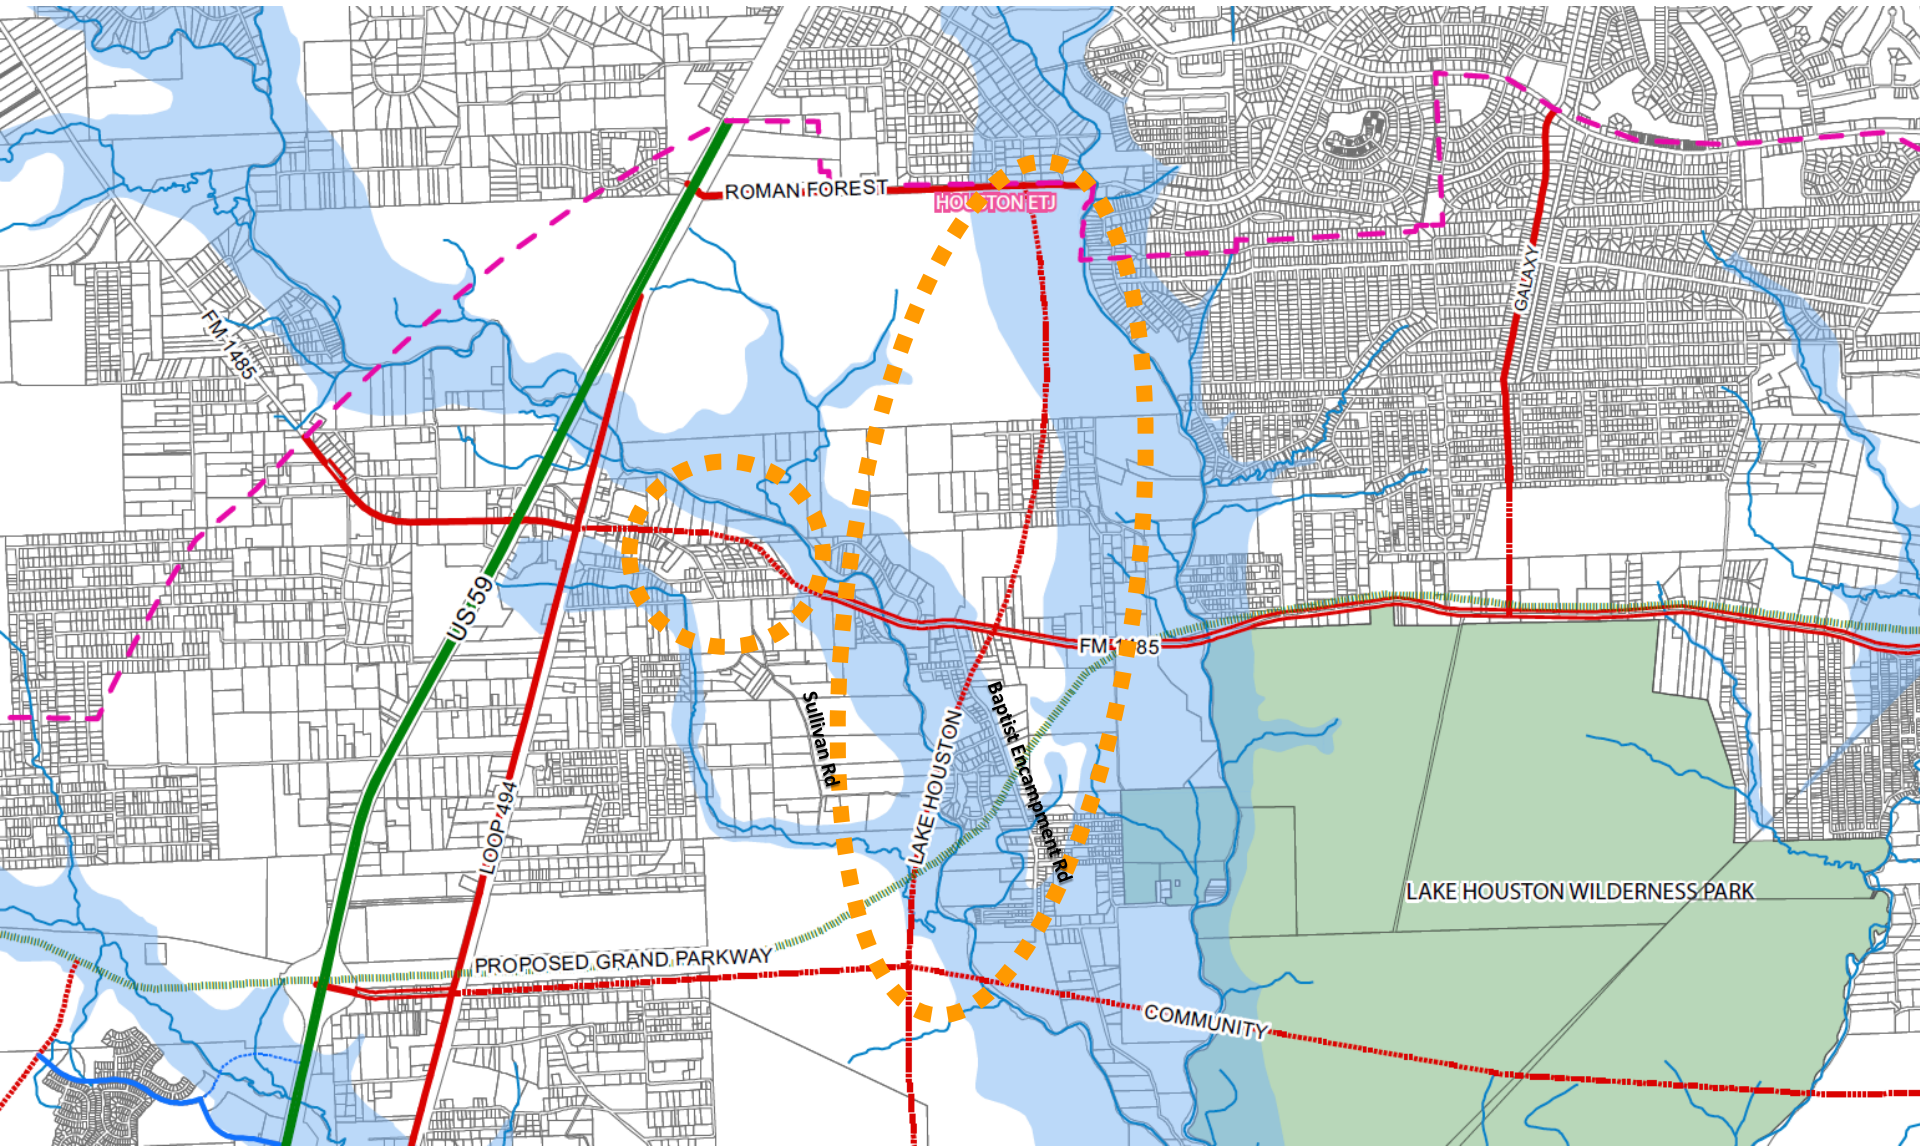 ROMAN FOREST
HOUSTON ETJ
GALAXY
FM 1485
US 59
FM 1485
Sullivan Rd
Baptist Encampment Rd
LAKE HOUSTON
LOOP 494
LAKE HOUSTON WILDERNESS PARK
PROPOSED GRAND PARKWAY
COMMUNITY